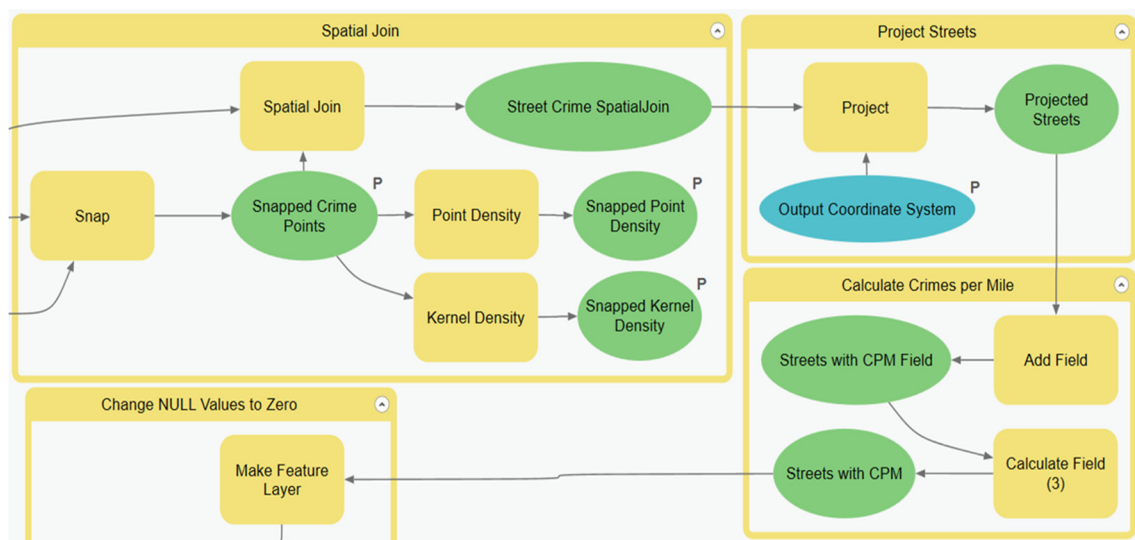 Spatial Join
Project Streets
Spatial Join
Street Crime SpatialJoin
Project
Projected
Streets
P
P
P
Snap
Snapped Crime
Points
Point Density
Snapped Point
Density
Output Coordinate System
P
Kernel Density
Snapped Kernel
Density
Calculate Crimes per Mile
Streets with CPM Field
Add Field
Change NULL Values to Zero
Make Feature
Layer
Streets with CPM
Calculate Field
(3)